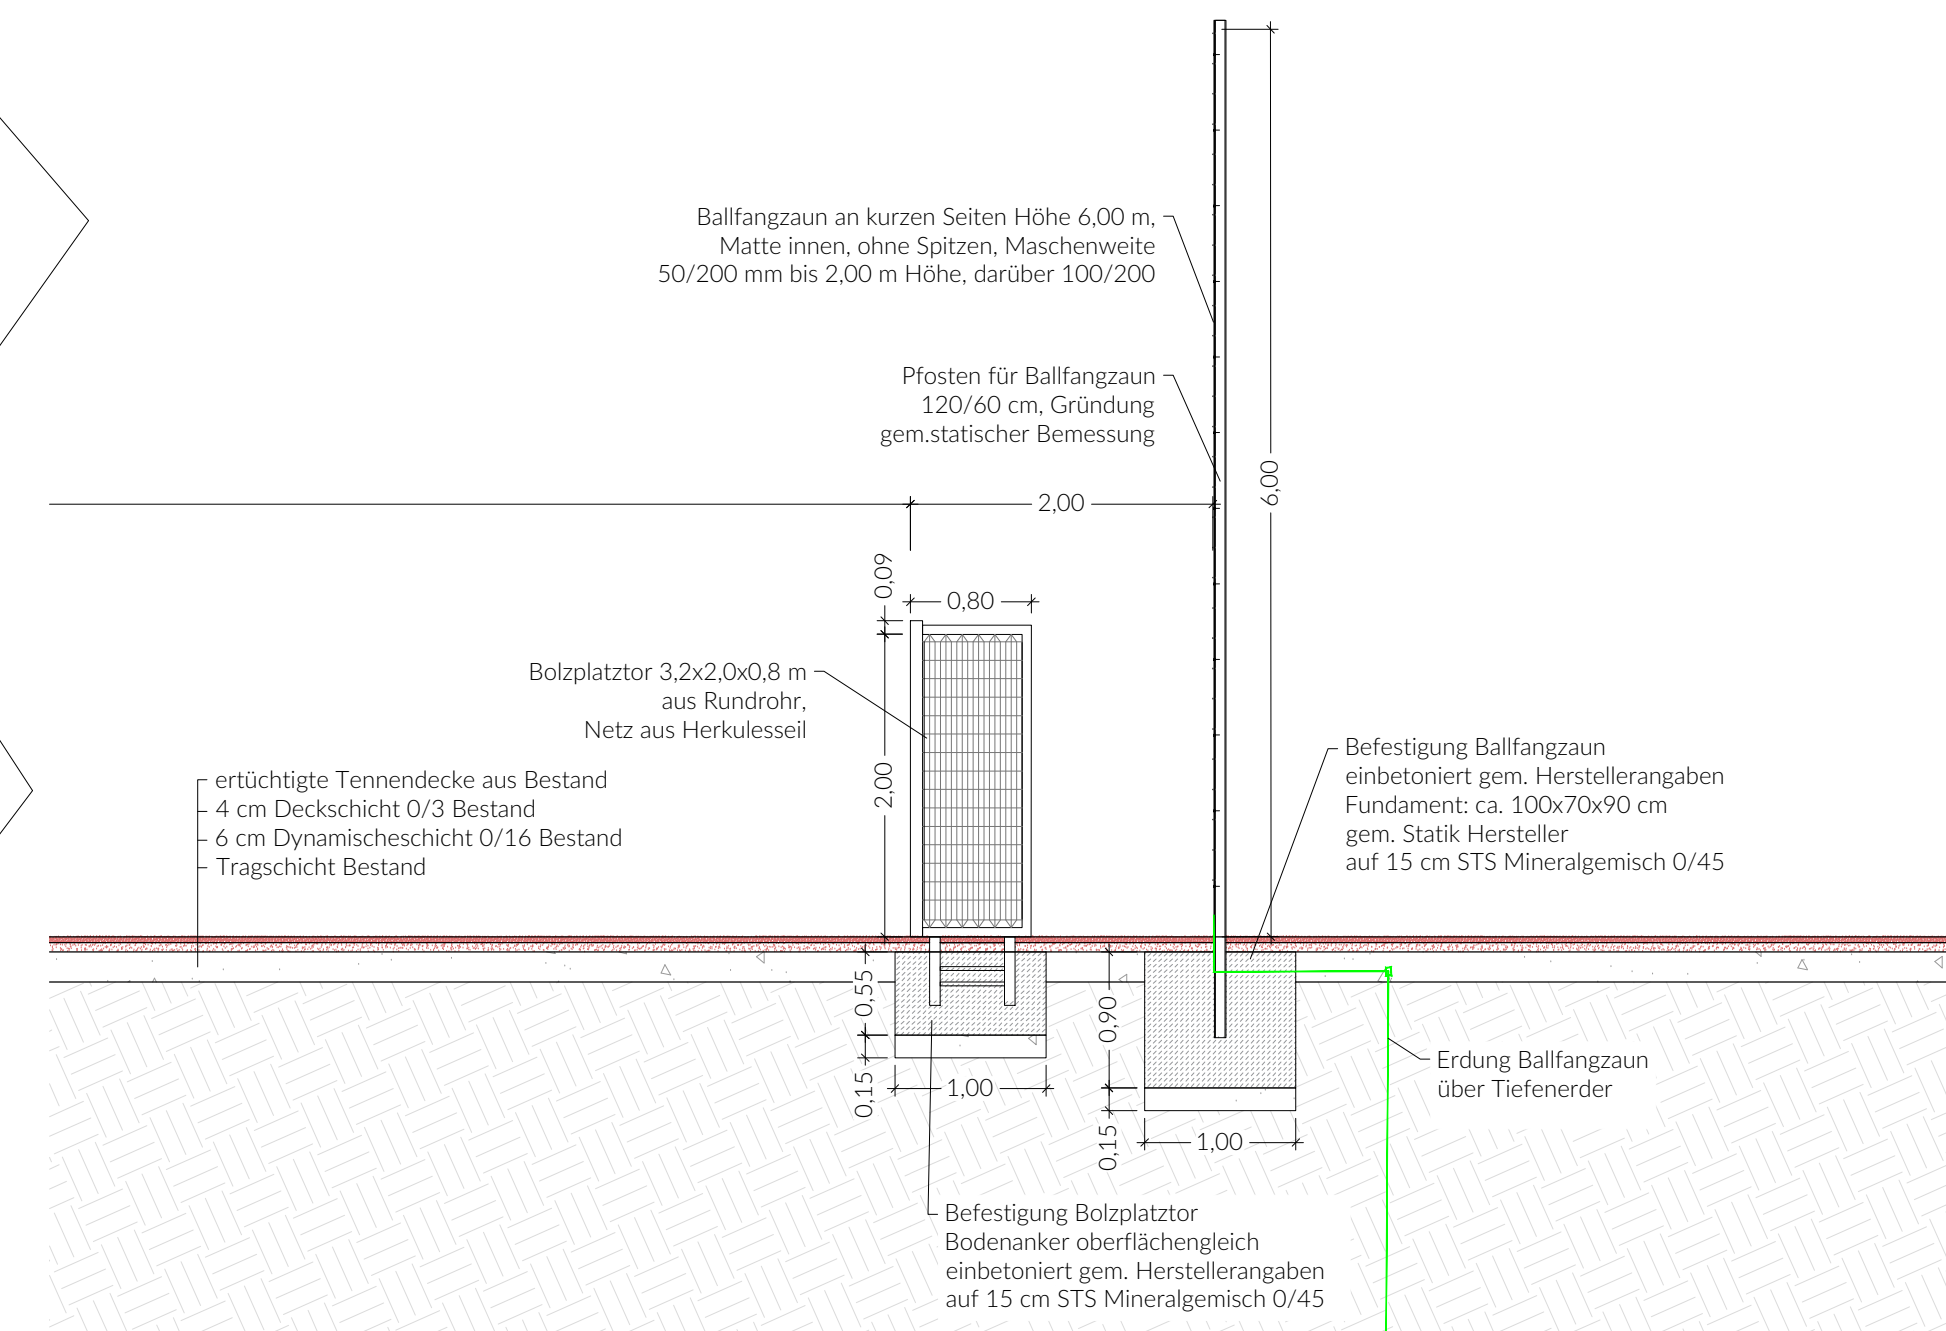 Ballfangzaun an kurzen Seiten Höhe 6,00 m,
Matte innen, ohne Spitzen, Maschenweite
50/200 mm bis 2,00 m Höhe, darüber 100/200
Pfosten für Ballfangzaun
120/60 cm, Gründung
gem.statischer Bemessung
6,00
2,00
0,09
0,80
Bolzplatztor 3,2x2,0x0,8 m
aus Rundrohr,
Netz aus Herkulesseil
2,00
ertüchtigte Tennendecke aus Bestand
4 cm Deckschicht 0/3 Bestand
6 cm Dynamischeschicht 0/16 Bestand
Tragschicht Bestand
Befestigung Ballfangzaun
einbetoniert gem. Herstellerangaben
Fundament: ca. 100x70x90 cm
gem. Statik Hersteller
auf 15 cm STS Mineralgemisch 0/45
0,55
0,15
1,00
0,90
0,15
1,00
Erdung Ballfangzaun
über Tiefenerder
Befestigung Bolzplatztor
Bodenanker oberflächengleich
einbetoniert gem. Herstellerangaben
auf 15 cm STS Mineralgemisch 0/45